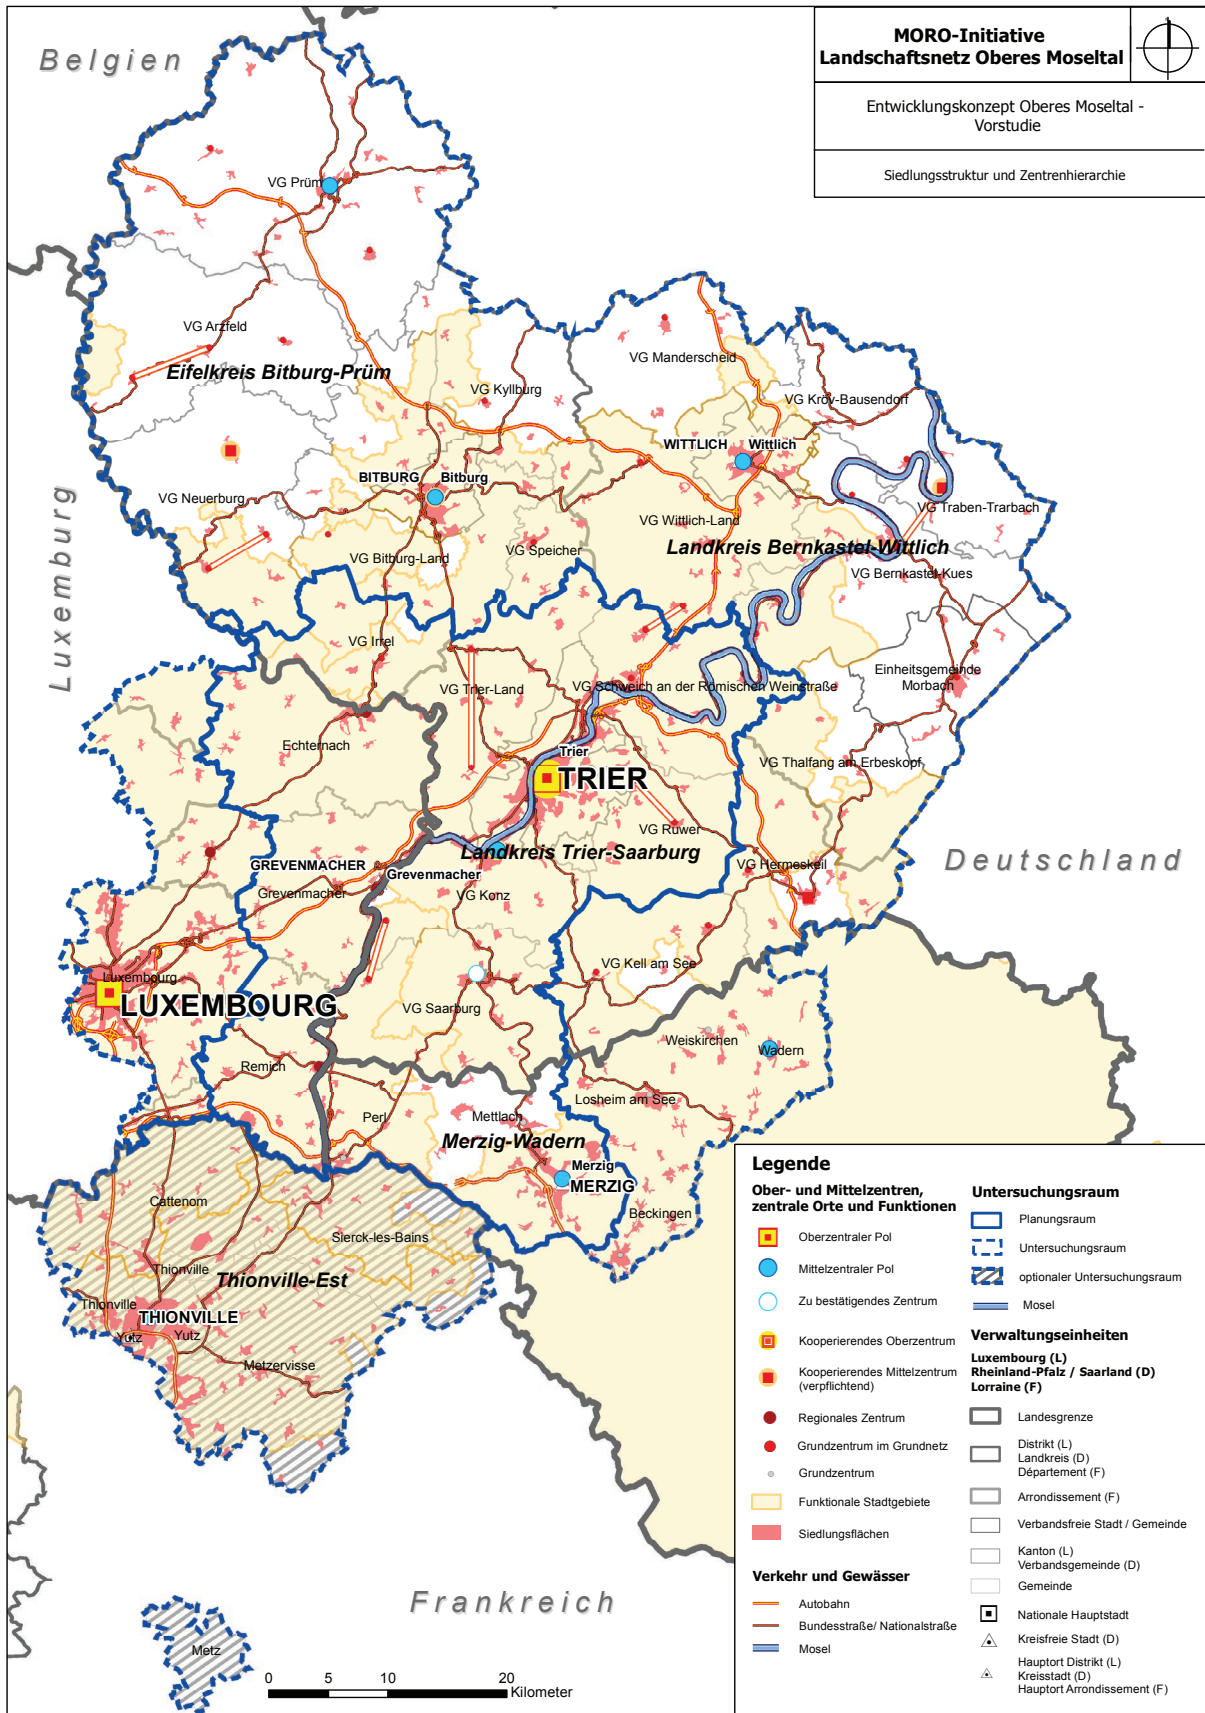 MORO-Initiative
Landschaftsnetz Oberes Moseltal
Entwicklungskonzept Oberes Moseltal -
Vorstudie
Siedlungsstruktur und Zentrenhierarchie
Belgien
VG Prüm
VG Arzfeld
Eifelkreis Bitburg-Prüm
VG Manderscheid
VG Kyllburg
VG Kröv-Bausendorf
WITTLICH
Wittlich
BITBURG
Bitburg
VG Neuerburg
VG Traben-Trarbach
VG Wittlich-Land
Landkreis Bernkastel-Wittlich
VG Speicher
VG Bitburg-Land
VG Bernkastel-Kues
Luxemburg
VG Irrel
Einheitsgemeinde
Morbach
VG Trier-Land
VG Schweich an der Römischen Weinstraße
Echternach
Trier
TRIER
VG Thalfang am Erbeskopf
VG Ruwer
Landkreis Trier-Saarburg
Deutschland
GREVENMACHER
Grevenmacher
VG Hermeskeil
Grevenmacher
VG Konz
VG Kell am See
Luxembourg
LUXEMBOURG
VG Saarburg
Weiskirchen
Wadern
Remich
Losheim am See
Perl
Mettlach
Merzig-Wadern
Merzig
MERZIG
Beckingen
Cattenom
Sierck-les-Bains
Thionville
Thionville-Est
Thionville
THIONVILLE
Yutz
Yutz
Metzervisse
Frankreich
Metz
0
5
10
20
Kilometer
Legende
Ober- und Mittelzentren,
zentrale Orte und Funktionen
Oberzentraler Pol
Mittelzentraler Pol
Zu bestätigendes Zentrum
Kooperierendes Oberzentrum
Kooperierendes Mittelzentrum
(verpflichtend)
Regionales Zentrum
Grundzentrum im Grundnetz
Grundzentrum
Funktionale Stadtgebiete
Siedlungsflächen
Verkehr und Gewässer
Autobahn
Bundesstraße/ Nationalstraße
Mosel
Untersuchungsraum
Planungsraum
Untersuchungsraum
optionaler Untersuchungsraum
Mosel
Verwaltungseinheiten
Luxembourg (L)
Rheinland-Pfalz / Saarland (D)
Lorraine (F)
Landesgrenze
Distrikt (L)
Landkreis (D)
Département (F)
Arrondissement (F)
Verbandsfreie Stadt / Gemeinde
Kanton (L)
Verbandsgemeinde (D)
Gemeinde
Nationale Hauptstadt
Kreisfreie Stadt (D)
Hauptort Distrikt (L)
Kreisstadt (D)
Hauptort Arrondissement (F)